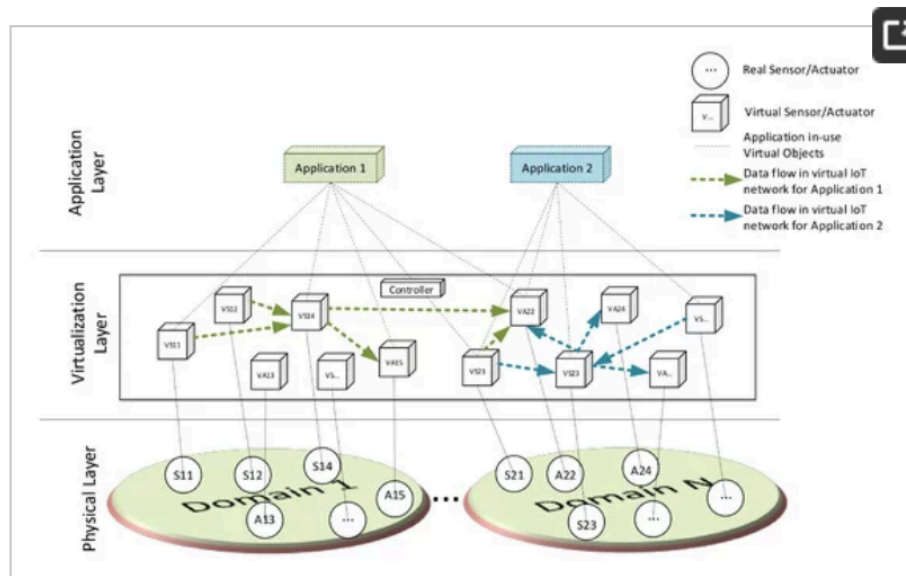 ...
Real Sensor/Actuator
V...
Virtual Sensor/Actuator
Application in-use
Virtual Objects
Data flow in virtual IoT
network for Application 1
Data flow in virtual IoT
network for Application 2
Application
Layer
Application 1
Application 2
Virtualization
Layer
Controller
VS12
VS14
VA22
VA24
VS...
VS11
VA13
VS...
VA15
VS21
VS23
VA...
Physical Layer
S11
S12
S14
A15
A13
...
Domain 1
...
S21
A22
A24
...
S23
...
Domain N